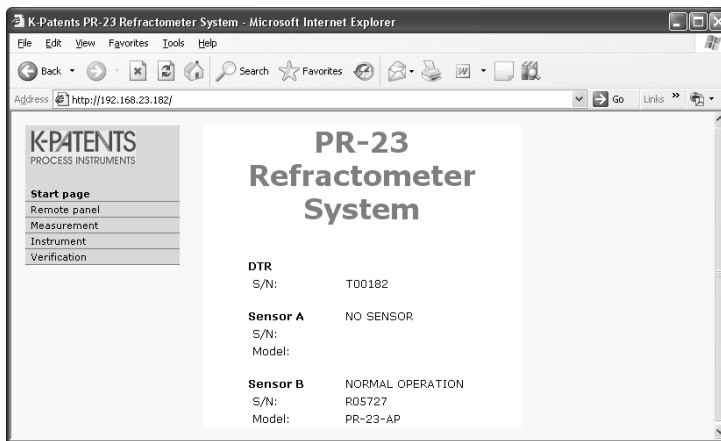 K-Patents PR-23 Refractometer System - Microsoft Internet Explorer
File Edit View Favorites Tools Help
Back Search Favorites
Address http://192.168.23.182/ Go Links »
K-PATENTS
PROCESS INSTRUMENTS
Start page
Remote panel
Measurement
Instrument
Verification
PR-23
Refractometer
System
DTR
S/N: T00182
Sensor A NO SENSOR
S/N:
Model:
Sensor B NORMAL OPERATION
S/N: R05727
Model: PR-23-AP